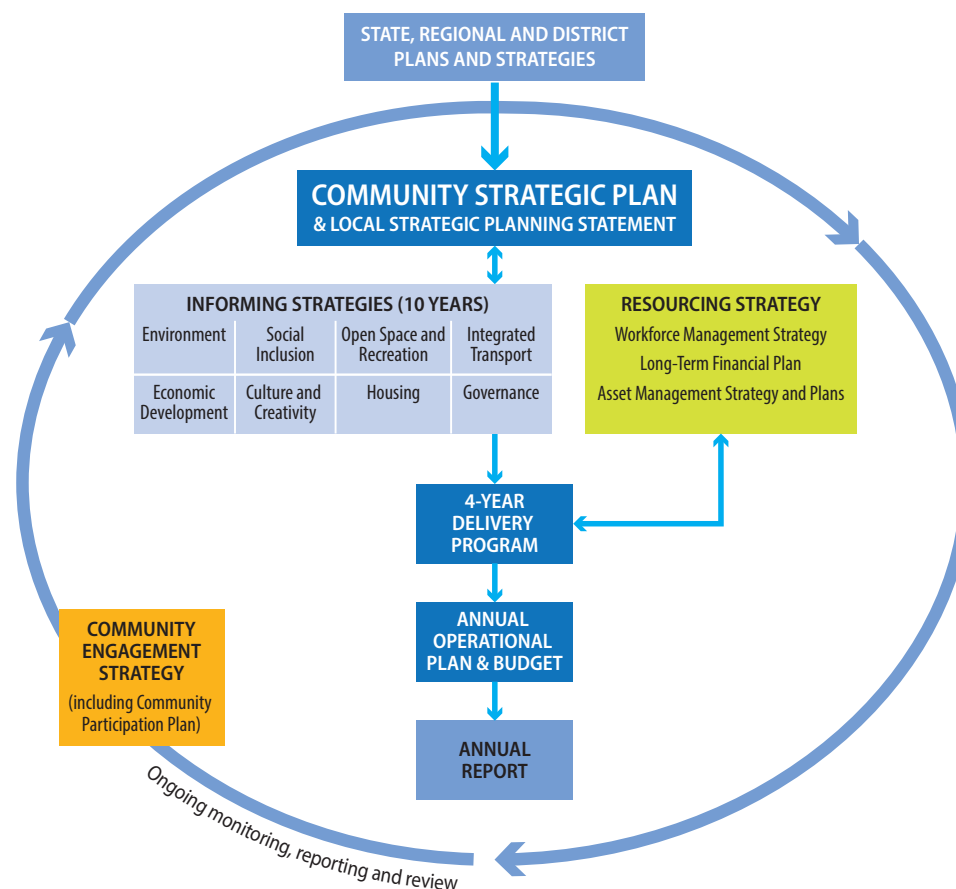 STATE, REGIONAL AND DISTRICT
PLANS AND STRATEGIES
COMMUNITY STRATEGIC PLAN
& LOCAL STRATEGIC PLANNING STATEMENT
INFORMING STRATEGIES (10 YEARS)
Environment
Social
Inclusion
Open Space and
Recreation
Integrated
Transport
Economic
Development
Culture and
Creativity
Housing
Governance
RESOURCING STRATEGY
Workforce Management Strategy
Long-Term Financial Plan
Asset Management Strategy and Plans
4-YEAR
DELIVERY
PROGRAM
ANNUAL
OPERATIONAL
PLAN & BUDGET
ANNUAL
REPORT
COMMUNITY
ENGAGEMENT
STRATEGY
(including Community
Participation Plan)
Ongoing monitoring, reporting and review